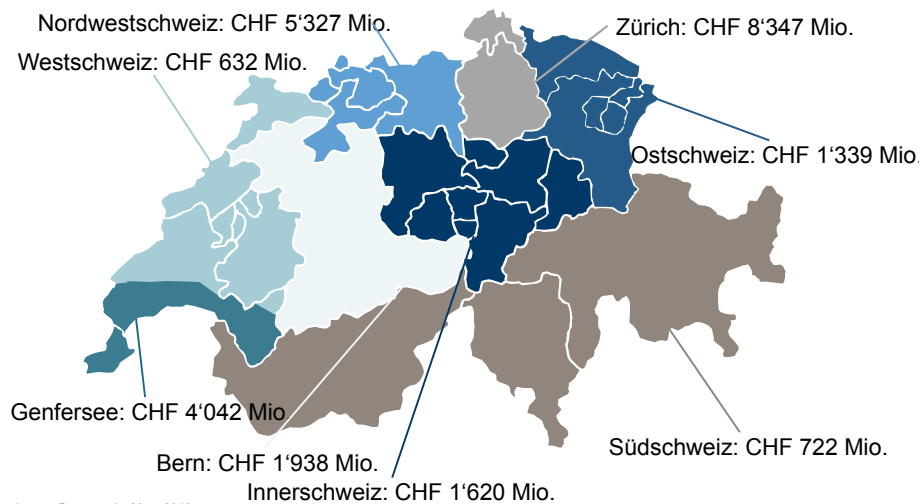 Nordwestschweiz: CHF 5‘327 Mio.
Zürich: CHF 8‘347 Mio.
Westschweiz: CHF 632 Mio.
Ostschweiz: CHF 1‘339 Mio.
Genfersee: CHF 4‘042 Mio
Südschweiz: CHF 722 Mio.
Bern: CHF 1‘938 Mio.
Innerschweiz: CHF 1‘620 Mio.